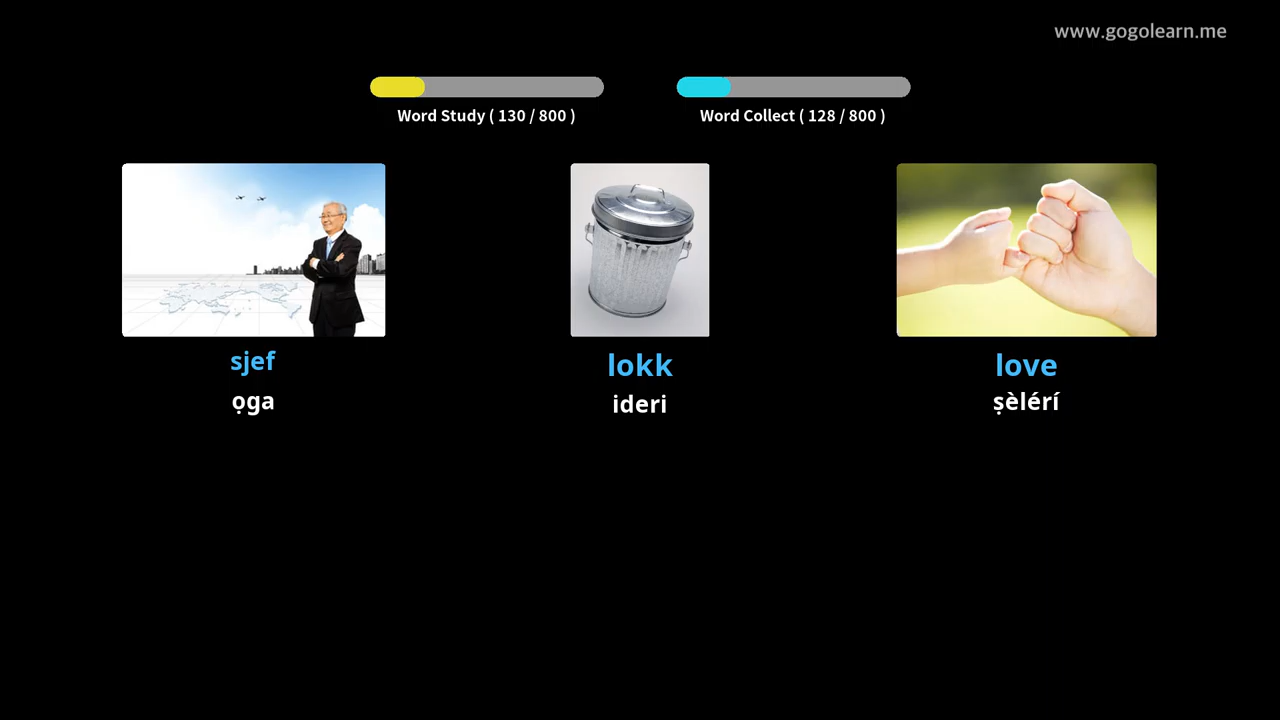 www.gogolearn.me
Word Study ( 130 / 800 )
Word Collect ( 128 / 800 )
sjef
lokk
love
ọga
ideri
ṣèlérí